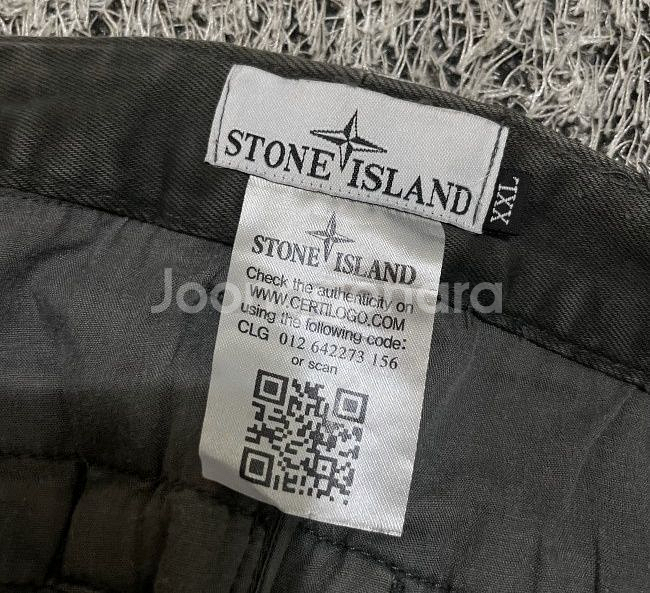 STONE ISLAND
XXL
STONE ISLAND
Check the authenticity on
WWW.CERTILOGO.COM
using the following code:
CLG 012 642273 156
or scan